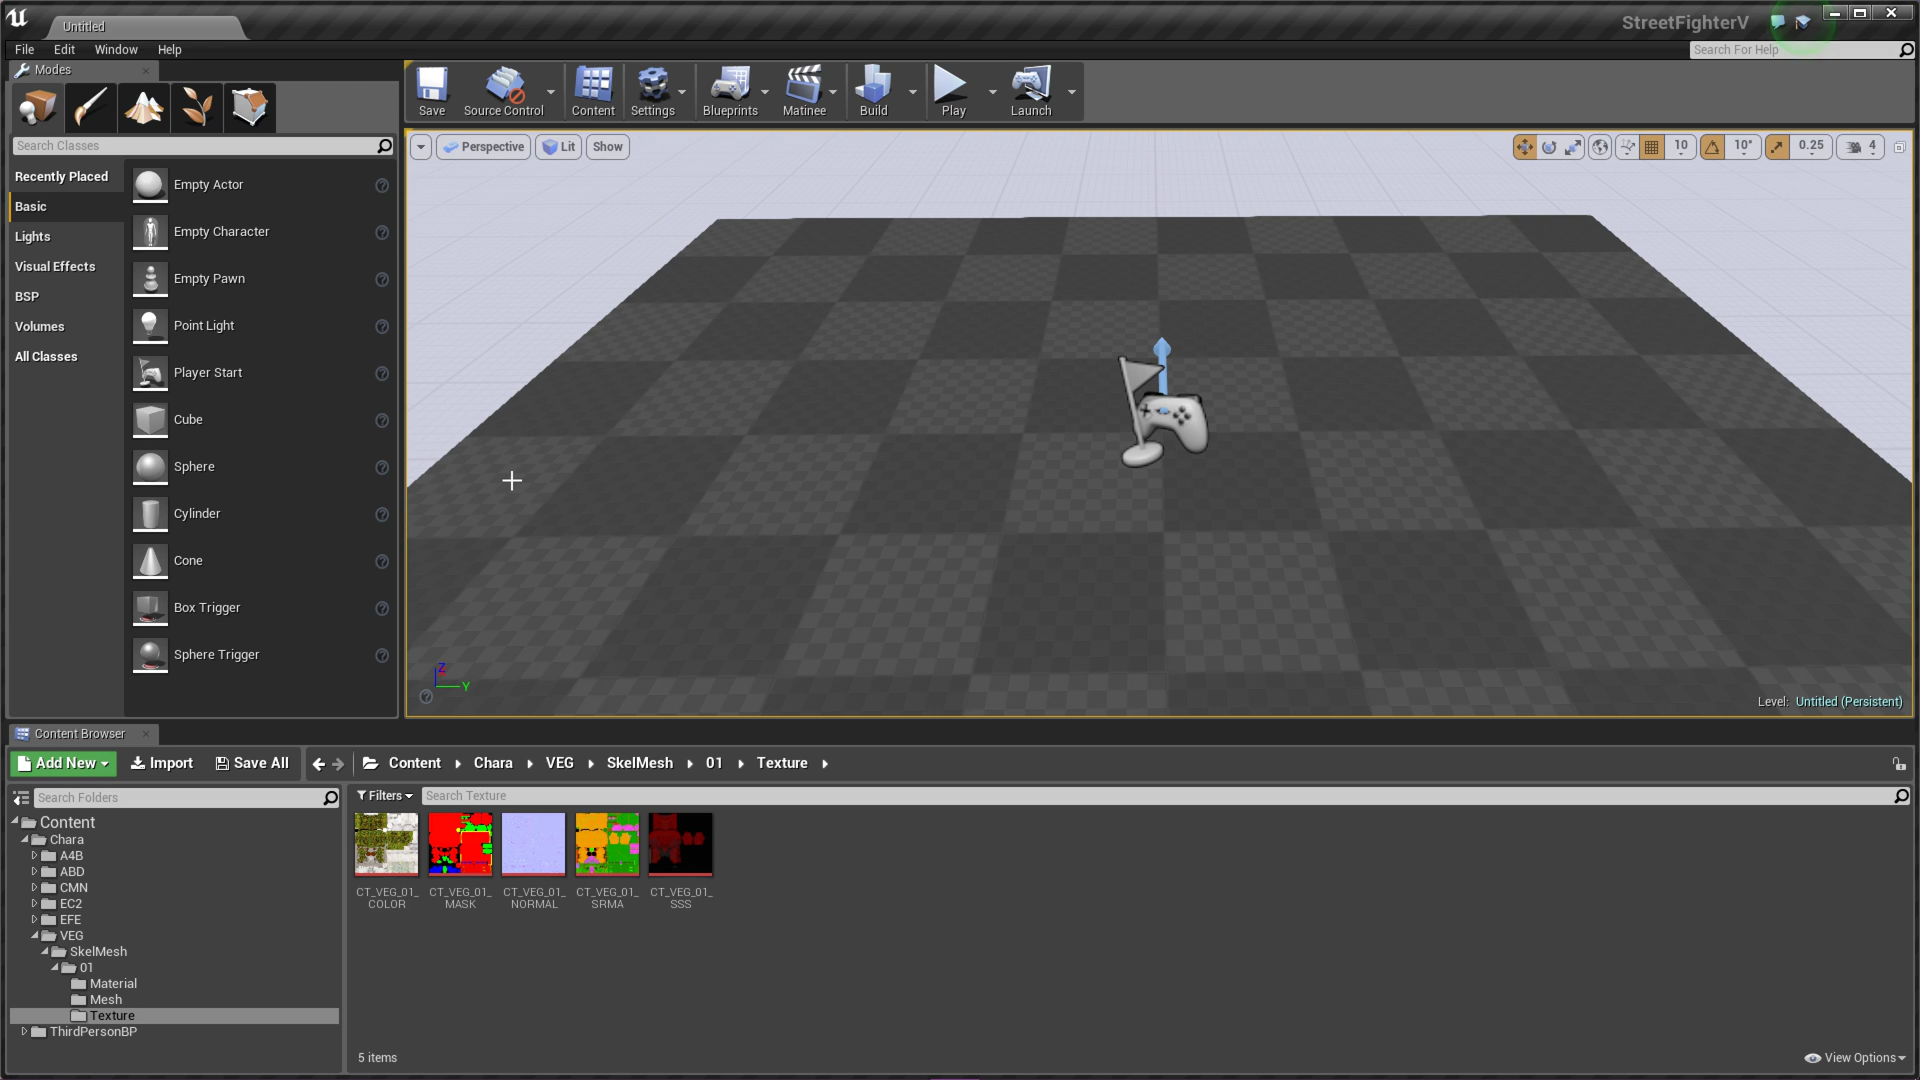 Untitled
StreetFighterV
File Edit Window Help
Search For Help
Modes
Save Source Control Content Settings Blueprints Matinee Build Play Launch
Search Classes
Perspective Lit Show
10 10° 0.25 4
Recently Placed
Basic
Lights
Visual Effects
BSP
Volumes
All Classes
Empty Actor
Empty Character
Empty Pawn
Point Light
Player Start
Cube
Sphere
Cylinder
Cone
Box Trigger
Sphere Trigger
Z
Y
Level: Untitled (Persistent)
Content Browser
Add New Import Save All Content Chara VEG SkelMesh 01 Texture
Search Folders
Filters Search Texture
Content
Chara
A4B
ABD
CMN
EC2
EFE
VEG
SkelMesh
01
Material
Mesh
Texture
ThirdPersonBP
CT_VEG_01_
COLOR
CT_VEG_01_
MASK
CT_VEG_01_
NORMAL
CT_VEG_01_
SRMA
CT_VEG_01_
SSS
5 items
View Options